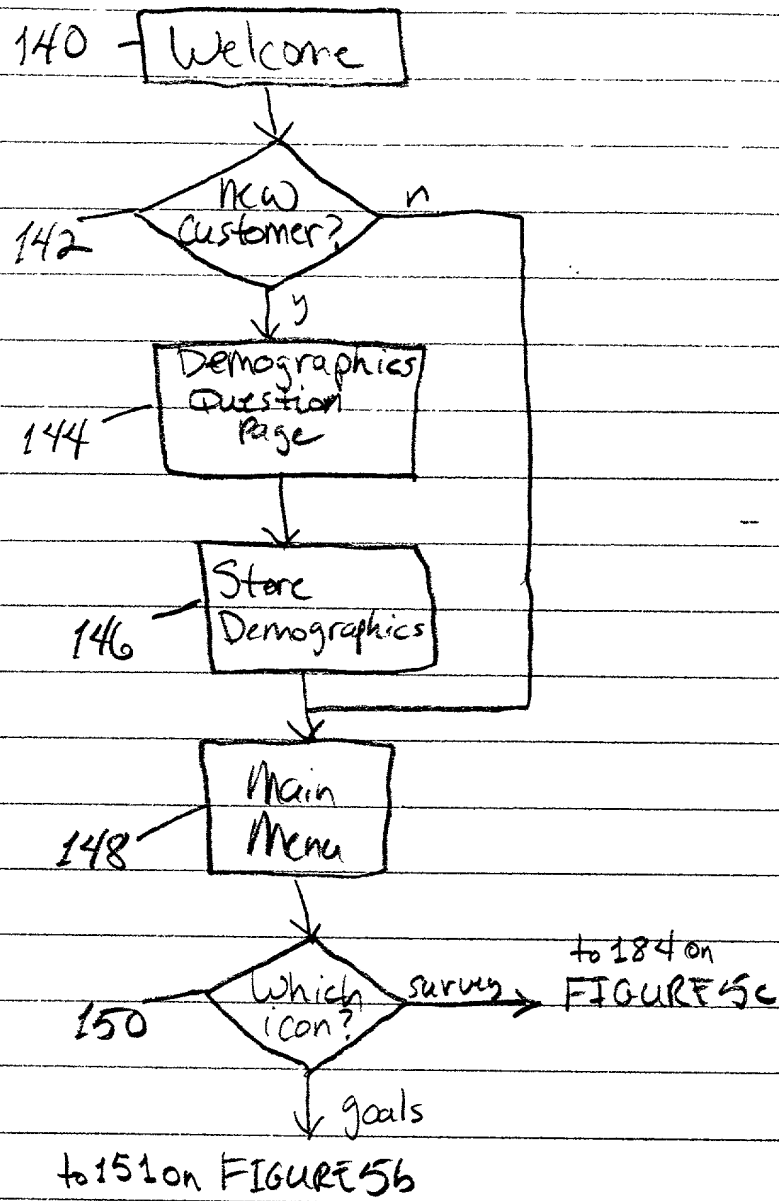 140 Welcome
new
n
142 customer?
y
Demographics
Question
144 Page
Store
146 Demographics
Main
148 Menu
to 184 on
Which survey FIGURE 5c
150 icon?
goals
to 151 on FIGURE 5b